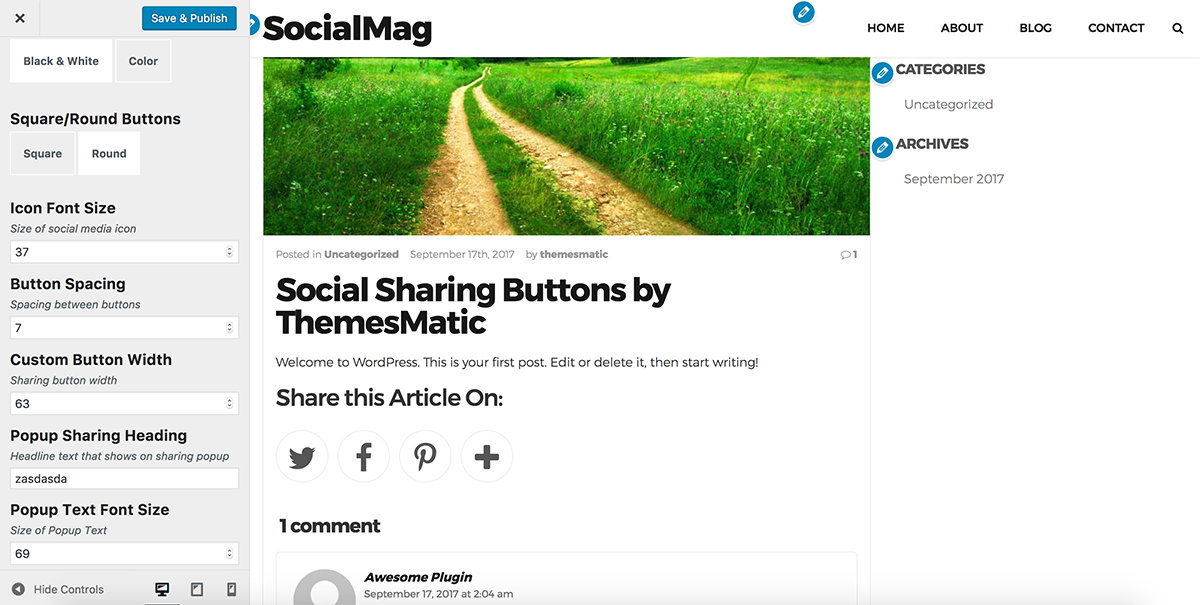 Save & Publish
Black & White
Color
Square/Round Buttons
Square
Round
Icon Font Size
Size of social media icon
37
Button Spacing
Spacing between buttons
7
Custom Button Width
Sharing button width
63
Popup Sharing Heading
Headline text that shows on sharing popup
zasdasda
Popup Text Font Size
Size of Popup Text
69
Hide Controls
SocialMag
HOME
ABOUT
BLOG
CONTACT
Posted in Uncategorized September 17th, 2017 by themesmatic
1
Social Sharing Buttons by
ThemesMatic
Welcome to WordPress. This is your first post. Edit or delete it, then start writing!
Share this Article On:
1 comment
Awesome Plugin
September 17, 2017 at 2:04 am
CATEGORIES
Uncategorized
ARCHIVES
September 2017